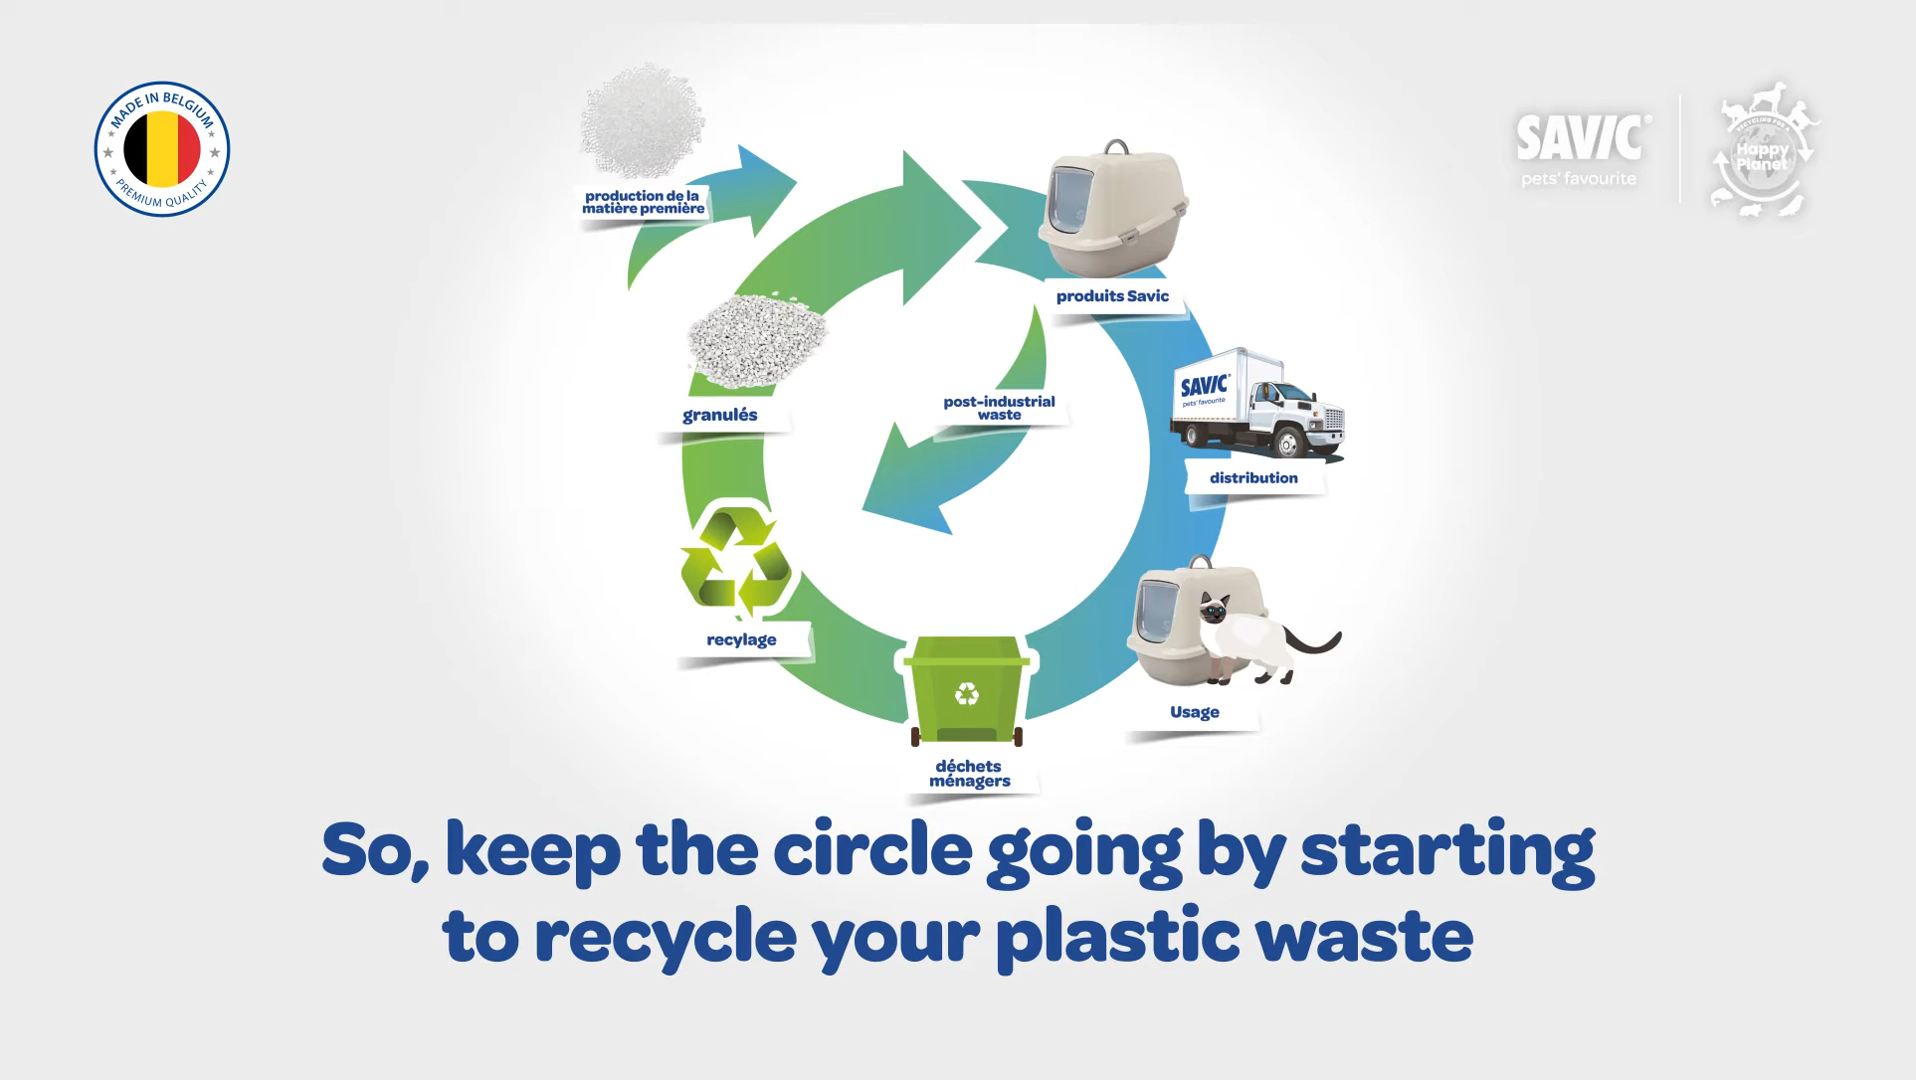 MADE IN BELGIUM
PREMIUM QUALITY
SAVIC®
pets' favourite
RECYCLING FOR A
Happy
Planet
production de la
matière première
produits Savic
granulés
post-industrial
waste
SAVIC®
pets' favourite
distribution
recylage
Usage
déchets
ménagers
So, keep the circle going by starting
to recycle your plastic waste